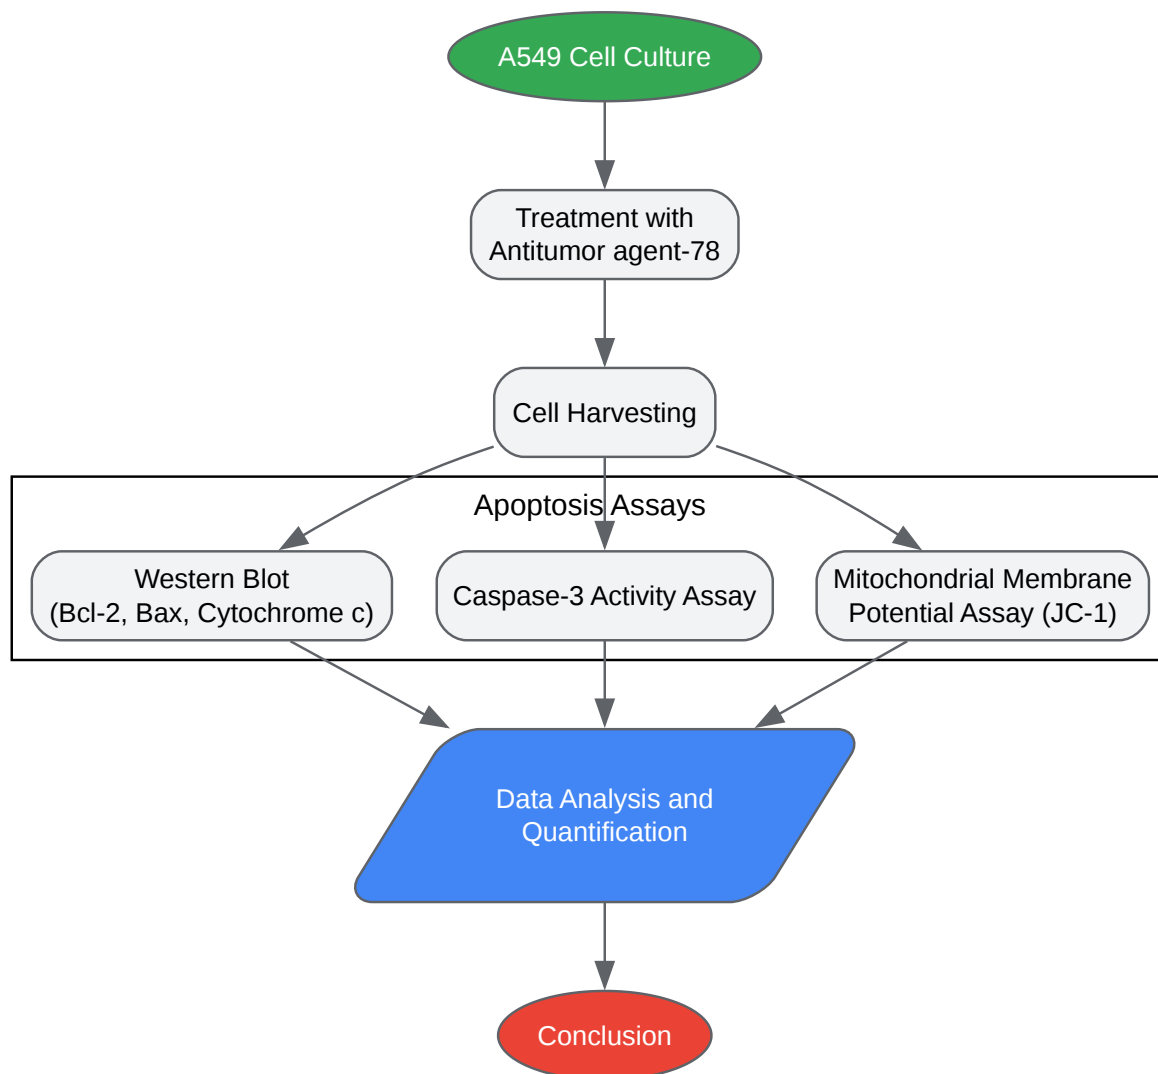 A549 Cell Culture
Treatment with
Antitumor agent-78
Cell Harvesting
Apoptosis Assays
Western Blot
(Bcl-2, Bax, Cytochrome c)
Caspase-3 Activity Assay
Mitochondrial Membrane
Potential Assay (JC-1)
Data Analysis and
Quantification
Conclusion